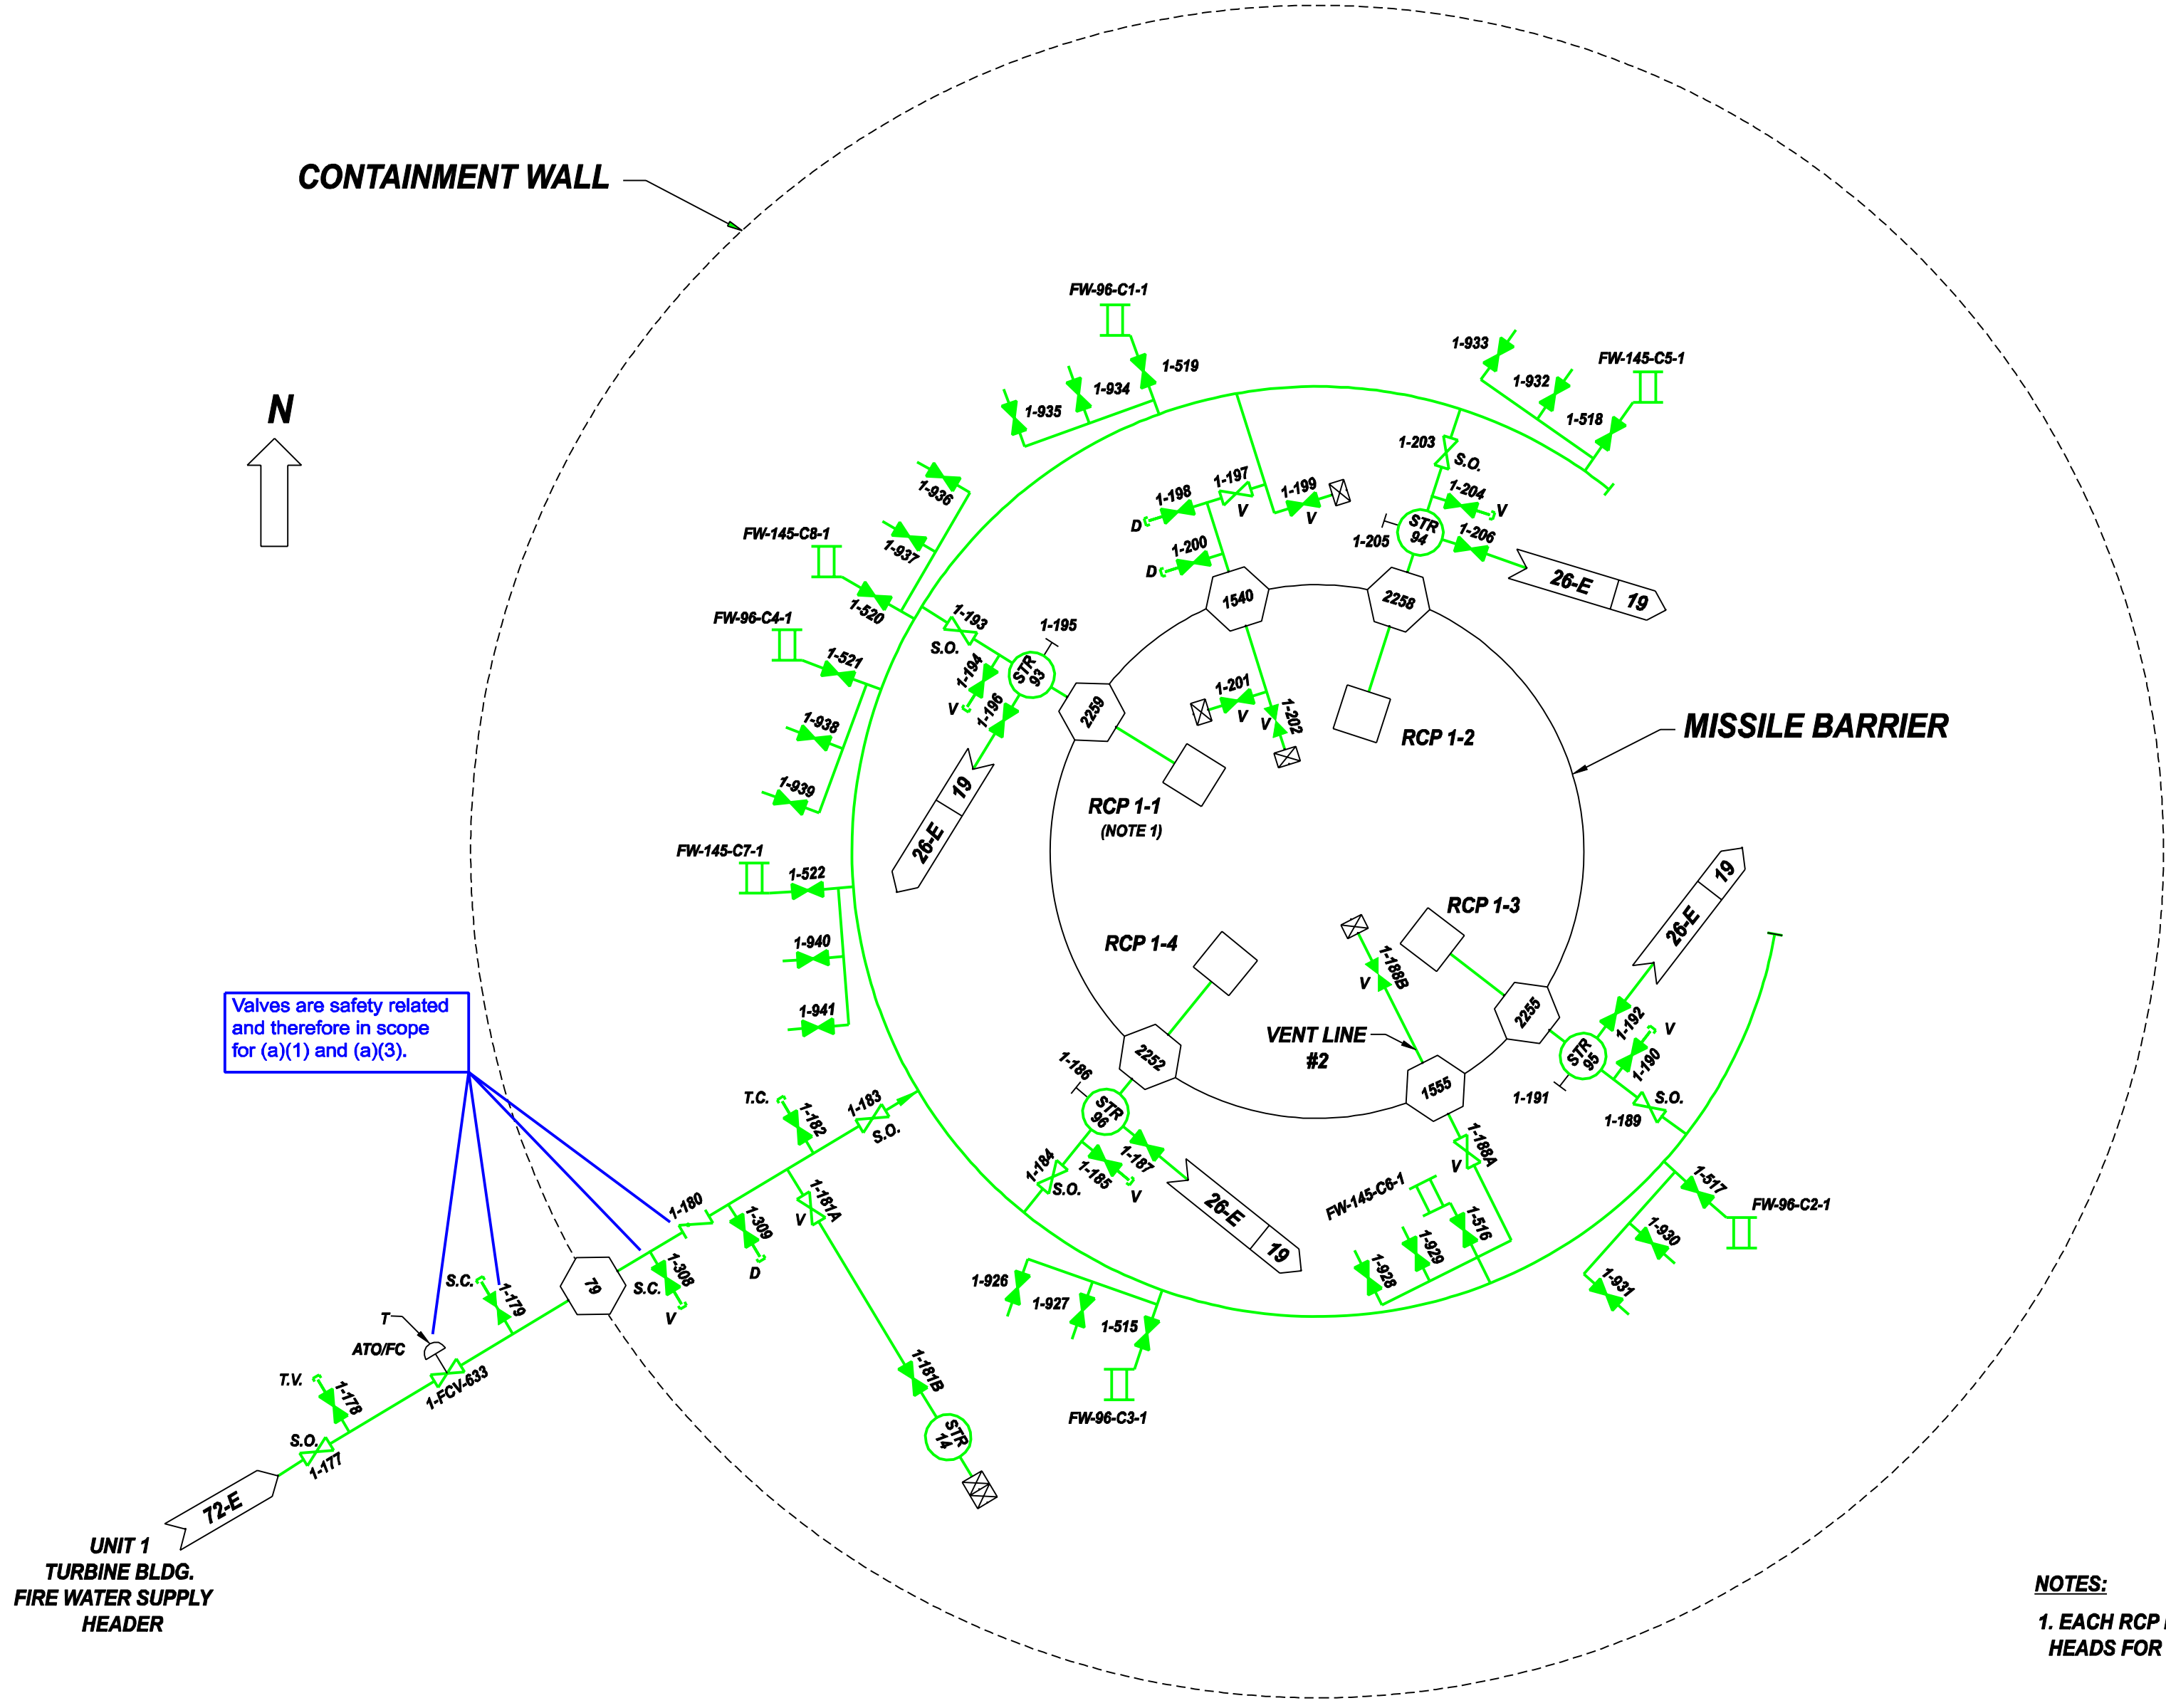 CONTAINMENT WALL
N
FW-96-C1-1
1-519
1-934
1-935
1-933
FW-145-C5-1
1-932
1-518
1-203
S.O.
1-204
V
1-205
STR
94
1-206
26-E
19
1-936
1-937
FW-145-C8-1
1-520
1-198
1-197
V
1-199
V
D
1-200
D
1540
2258
FW-96-C4-1
1-521
1-193
S.O.
1-195
1-194
V
STR
93
1-196
2259
1-201
V
V
1-202
RCP 1-2
MISSILE BARRIER
1-938
1-939
19
26-E
RCP 1-1
(NOTE 1)
FW-145-C7-1
1-522
1-940
1-941
RCP 1-4
RCP 1-3
19
26-E
1-188B
V
VENT LINE
#2
2255
1-192
V
1-190
STR
95
1-191
S.O.
1-189
Valves are safety related
and therefore in scope
for (a)(1) and (a)(3).
2252
1555
1-186
STR
96
1-187
1-184
S.O.
1-185
V
26-E
19
T.C.
1-182
1-183
S.O.
1-188A
V
FW-145-C6-1
1-516
1-929
1-928
1-517
FW-96-C2-1
1-930
1-931
1-180
1-181A
V
1-309
D
1-308
S.C.
V
79
S.C.
1-179
T
ATO/FC
1-FCV-633
T.V.
1-178
S.O.
1-177
1-926
1-927
1-515
FW-96-C3-1
1-181B
STR
14
72-E
UNIT 1
TURBINE BLDG.
FIRE WATER SUPPLY
HEADER
NOTES:
1. EACH RCP
HEADS FOR